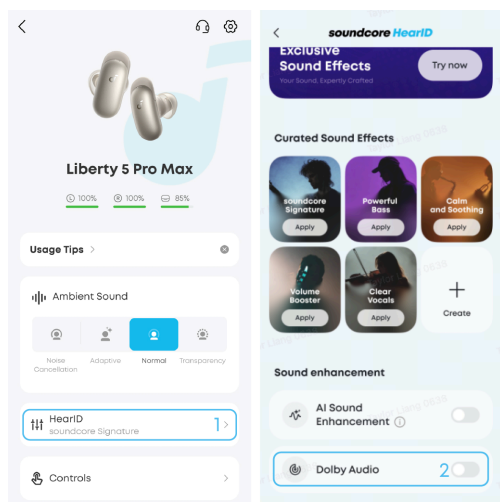 Liberty 5 Pro Max
L 100%
R 100%
85%
Usage Tips
Ambient Sound
Noise
Cancellation
Adaptive
Normal
Transparency
HearID
soundcore Signature
1
Controls
soundcore HearID
Exclusive
Sound Effects
Your Sound, Expertly Crafted
Try now
Curated Sound Effects
soundcore
Signature
Apply
Powerful
Bass
Apply
Calm
and Soothing
Apply
Volume
Booster
Apply
Clear
Vocals
Apply
Create
Sound enhancement
AI Sound
Enhancement
Dolby Audio
2